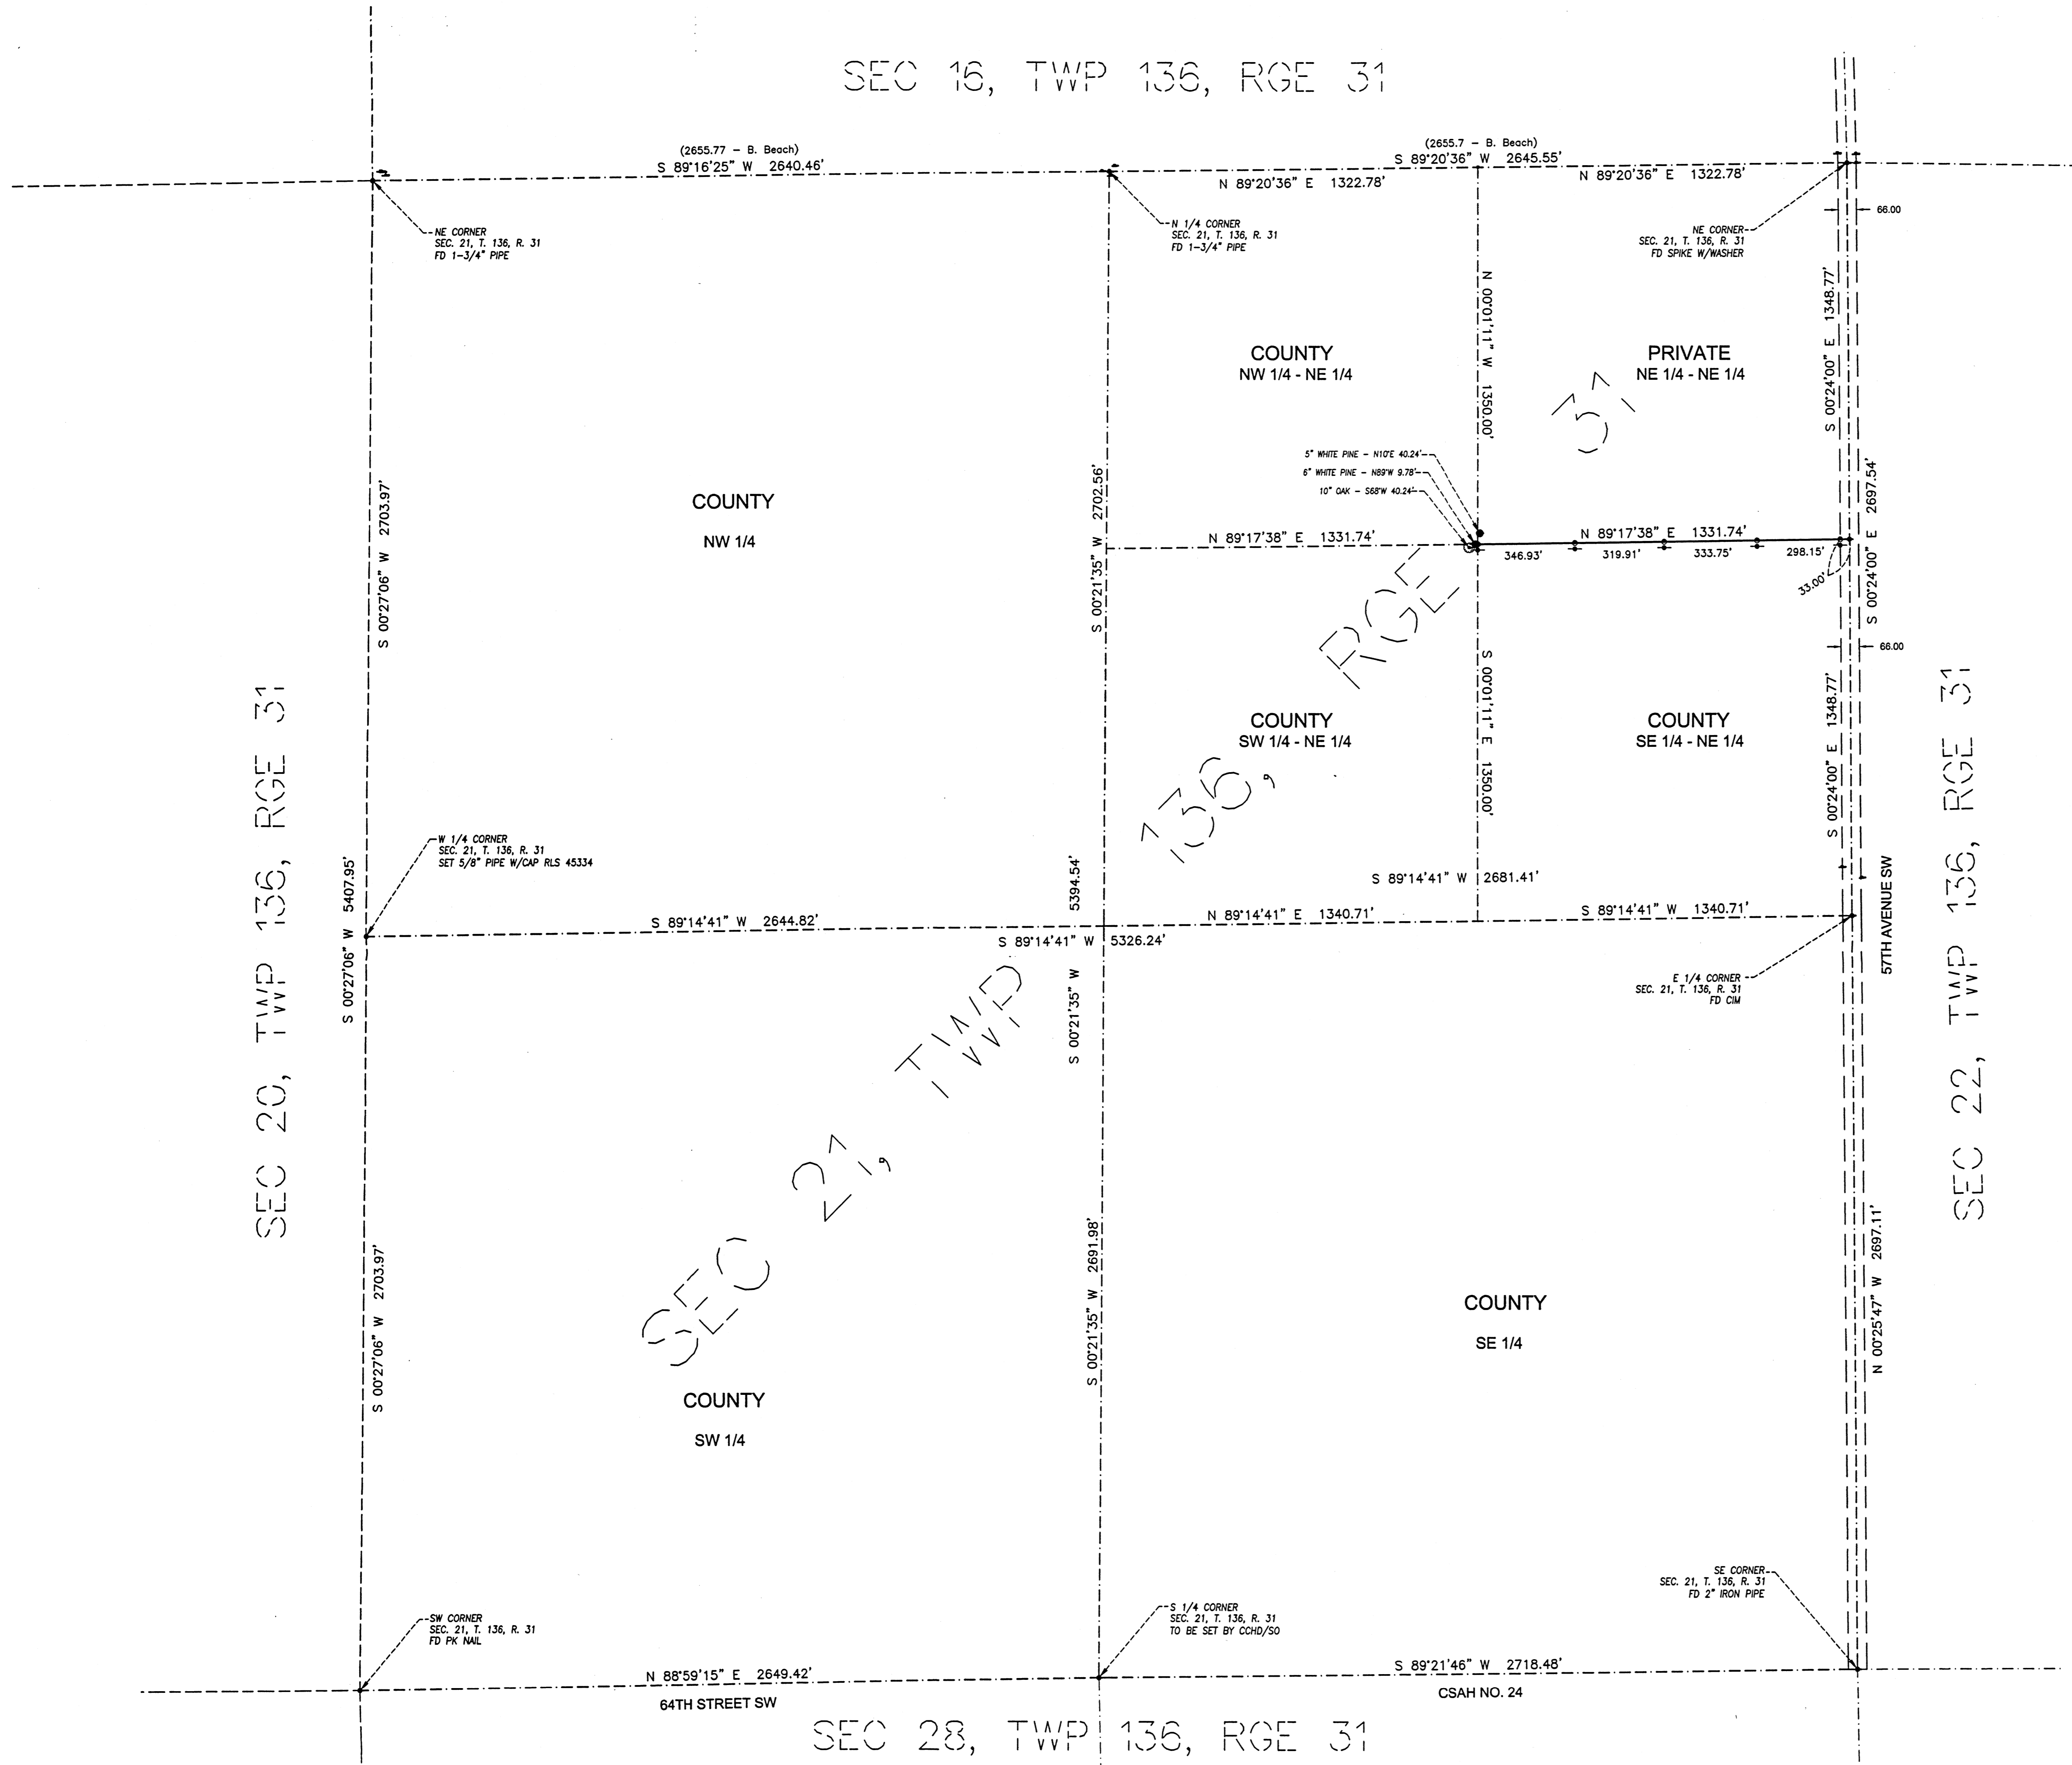 SEC 16, TWP 136, RGE 31
(2655.77 - B. Beach)
S 89°16'25" W 2640.46'
(2655.7 - B. Beach)
S 89°20'36" W 2645.55'
N 89°20'36" E 1322.78'
N 89°20'36" E 1322.78'
66.00
NE CORNER
SEC. 21, T. 136, R. 31
FD 1-3/4" PIPE
N 1/4 CORNER
SEC. 21, T. 136, R. 31
FD 1-3/4" PIPE
NE CORNER
SEC. 21, T. 136, R. 31
FD SPIKE W/WASHER
N 00°01'11" W 1350.00'
S 00°24'00" E 1348.77'
COUNTY
NW 1/4 - NE 1/4
PRIVATE
NE 1/4 - NE 1/4
5" WHITE PINE - N10°E 40.24'
6" WHITE PINE - N89°W 9.78'
10" OAK - S68°W 40.24'
COUNTY
NW 1/4
S 00°27'06" W 2703.97'
S 00°21'35" W 2702.56'
N 89°17'38" E 1331.74'
N 89°17'38" E 1331.74'
346.93'
319.91'
333.75'
298.15'
33.00'
S 00°24'00" E 2697.54'
66.00
S 00°01'11" E 1350.00'
S 00°24'00" E 1348.77'
COUNTY
SW 1/4 - NE 1/4
COUNTY
SE 1/4 - NE 1/4
SEC 20, TWP 136, RGE 31
SEC 21, TWP 136, RGE 31
SEC 22, TWP 136, RGE 31
W 1/4 CORNER
SEC. 21, T. 136, R. 31
SET 5/8" PIPE W/CAP RLS 45334
S 00°27'06" W 5407.95'
S 89°14'41" W 2644.82'
S 89°14'41" W 2681.41'
N 89°14'41" E 1340.71'
S 89°14'41" W 1340.71'
S 89°14'41" W 5326.24'
S 00°21'35" W 5394.54'
57TH AVENUE SW
E 1/4 CORNER
SEC. 21, T. 136, R. 31
FD CIM
S 00°27'06" W 2703.97'
S 00°21'35" W 2691.98'
N 00°25'47" W 2697.11'
COUNTY
SE 1/4
COUNTY
SW 1/4
SE CORNER
SEC. 21, T. 136, R. 31
FD 2" IRON PIPE
SW CORNER
SEC. 21, T. 136, R. 31
FD PK NAIL
S 1/4 CORNER
SEC. 21, T. 136, R. 31
TO BE SET BY CCHD/SO
N 88°59'15" E 2649.42'
64TH STREET SW
S 89°21'46" W 2718.48'
CSAH NO. 24
SEC 28, TWP 136, RGE 31